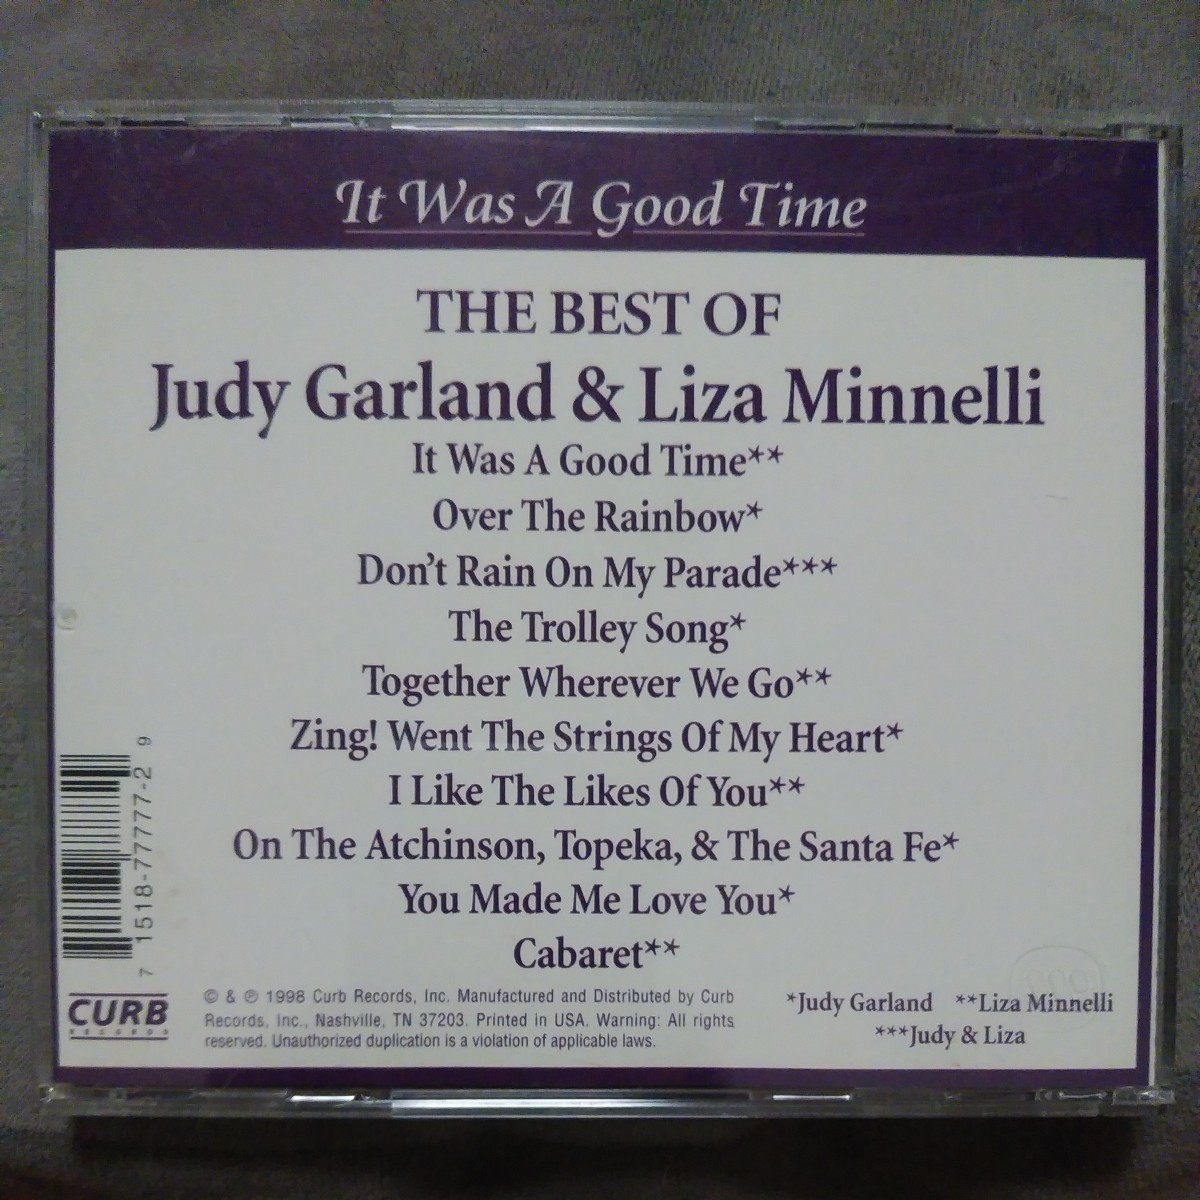 It Was A Good Time
THE BEST OF
Judy Garland & Liza Minnelli
It Was A Good Time**
Over The Rainbow*
Don't Rain On My Parade***
The Trolley Song*
Together Wherever We Go**
Zing! Went The Strings Of My Heart*
I Like The Likes Of You**
On The Atchinson, Topeka, & The Santa Fe*
You Made Me Love You*
Cabaret**
7 1518-77777-2 9
CURB
RECORDS
© & ℗ 1998 Curb Records, Inc. Manufactured and Distributed by Curb
Records, Inc., Nashville, TN 37203. Printed in USA. Warning: All rights
reserved. Unauthorized duplication is a violation of applicable laws.
*Judy Garland **Liza Minnelli
***Judy & Liza